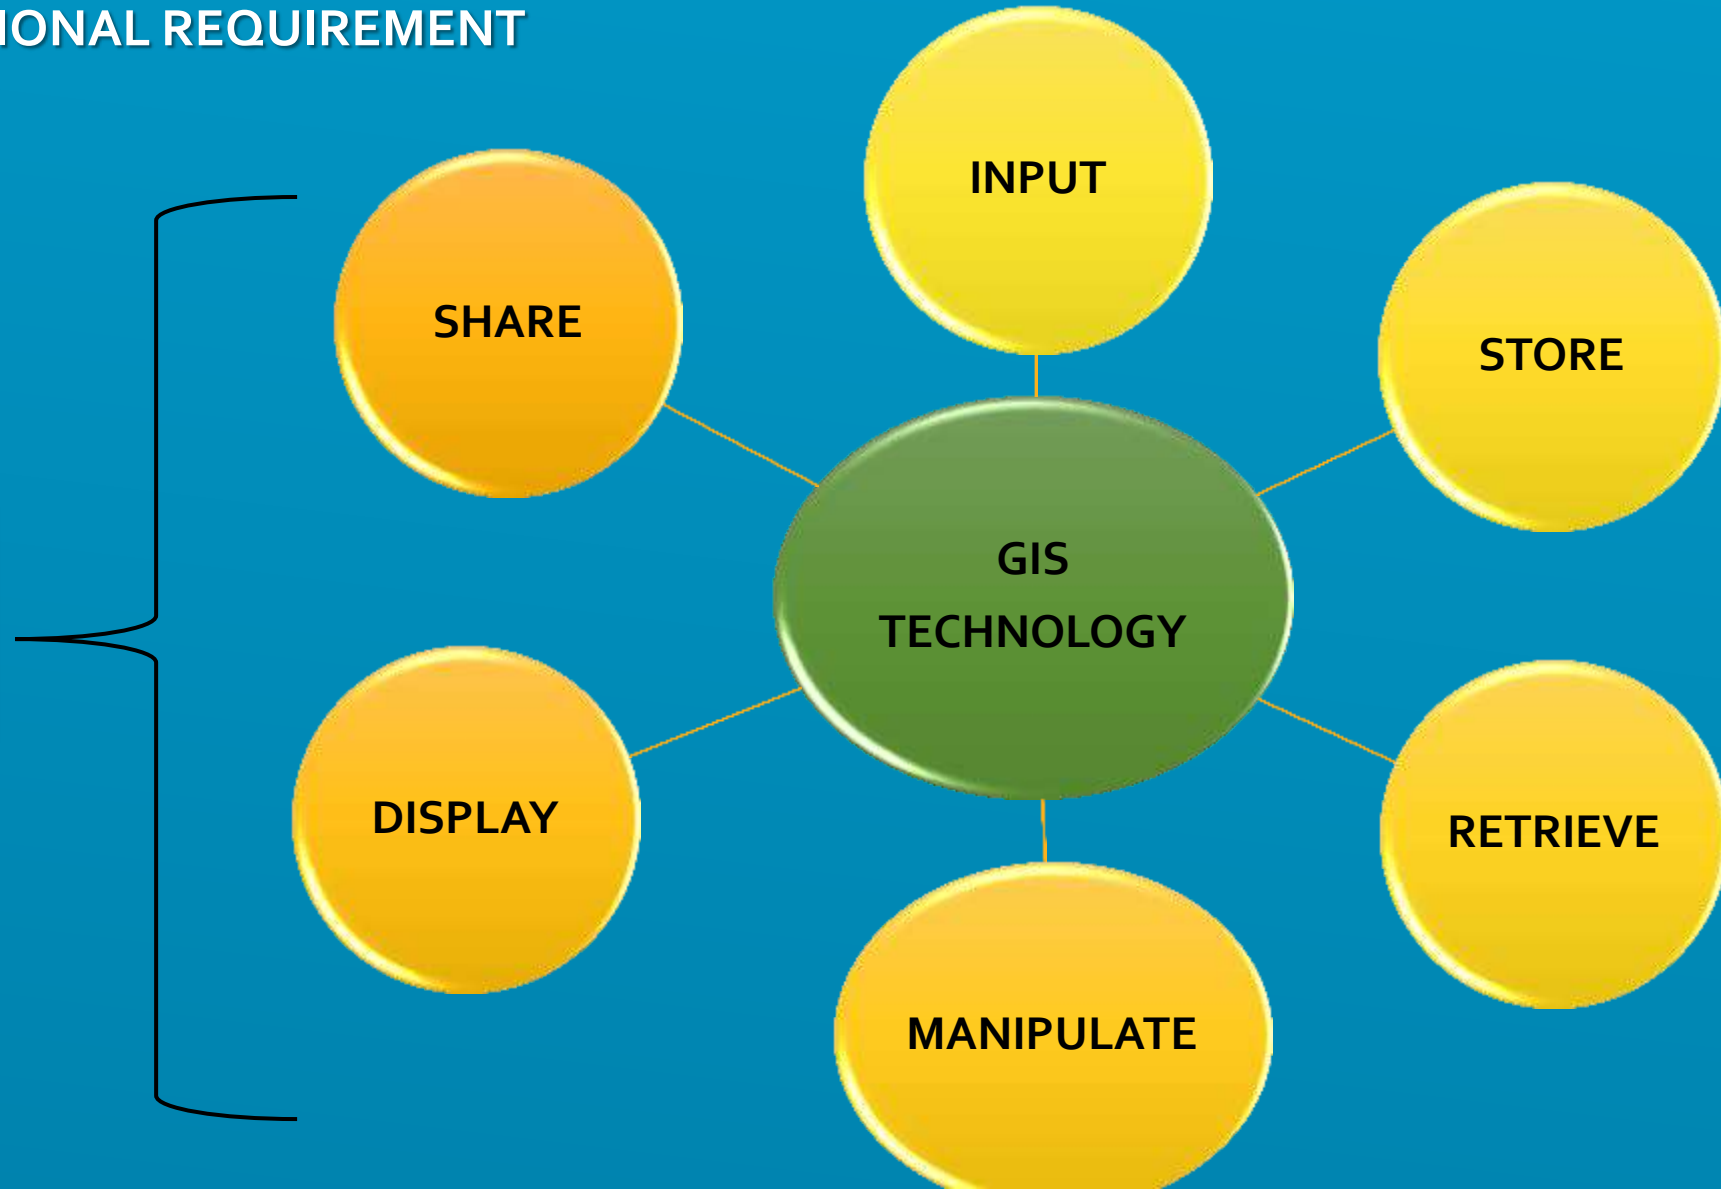 IONAL REQUIREMENT
INPUT
SHARE
STORE
GIS
TECHNOLOGY
DISPLAY
RETRIEVE
MANIPULATE